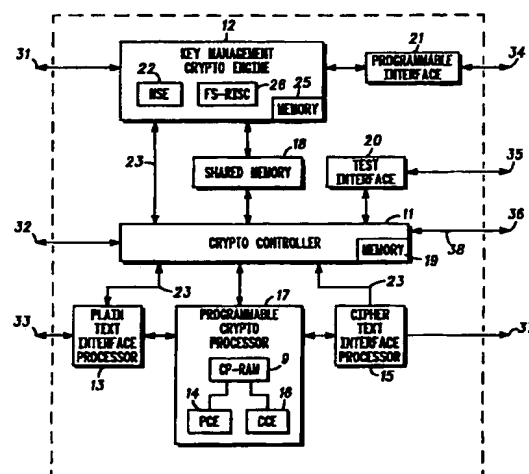 12
31
KEY MANAGEMENT
CRYPTO ENGINE
21
PROGRAMMABLE
INTERFACE
34
22
NSE
26
FS-RISC
25
MEMORY
23
18
SHARED MEMORY
20
TEST
INTERFACE
35
11
36
32
CRYPTO CONTROLLER
MEMORY
38
19
23
17
23
33
PLAIN
TEXT
INTERFACE
PROCESSOR
13
PROGRAMMABLE
CRYPTO
PROCESSOR
9
CP-RAM
14
PCE
16
CCE
CIPHER
TEXT
INTERFACE
PROCESSOR
15
37